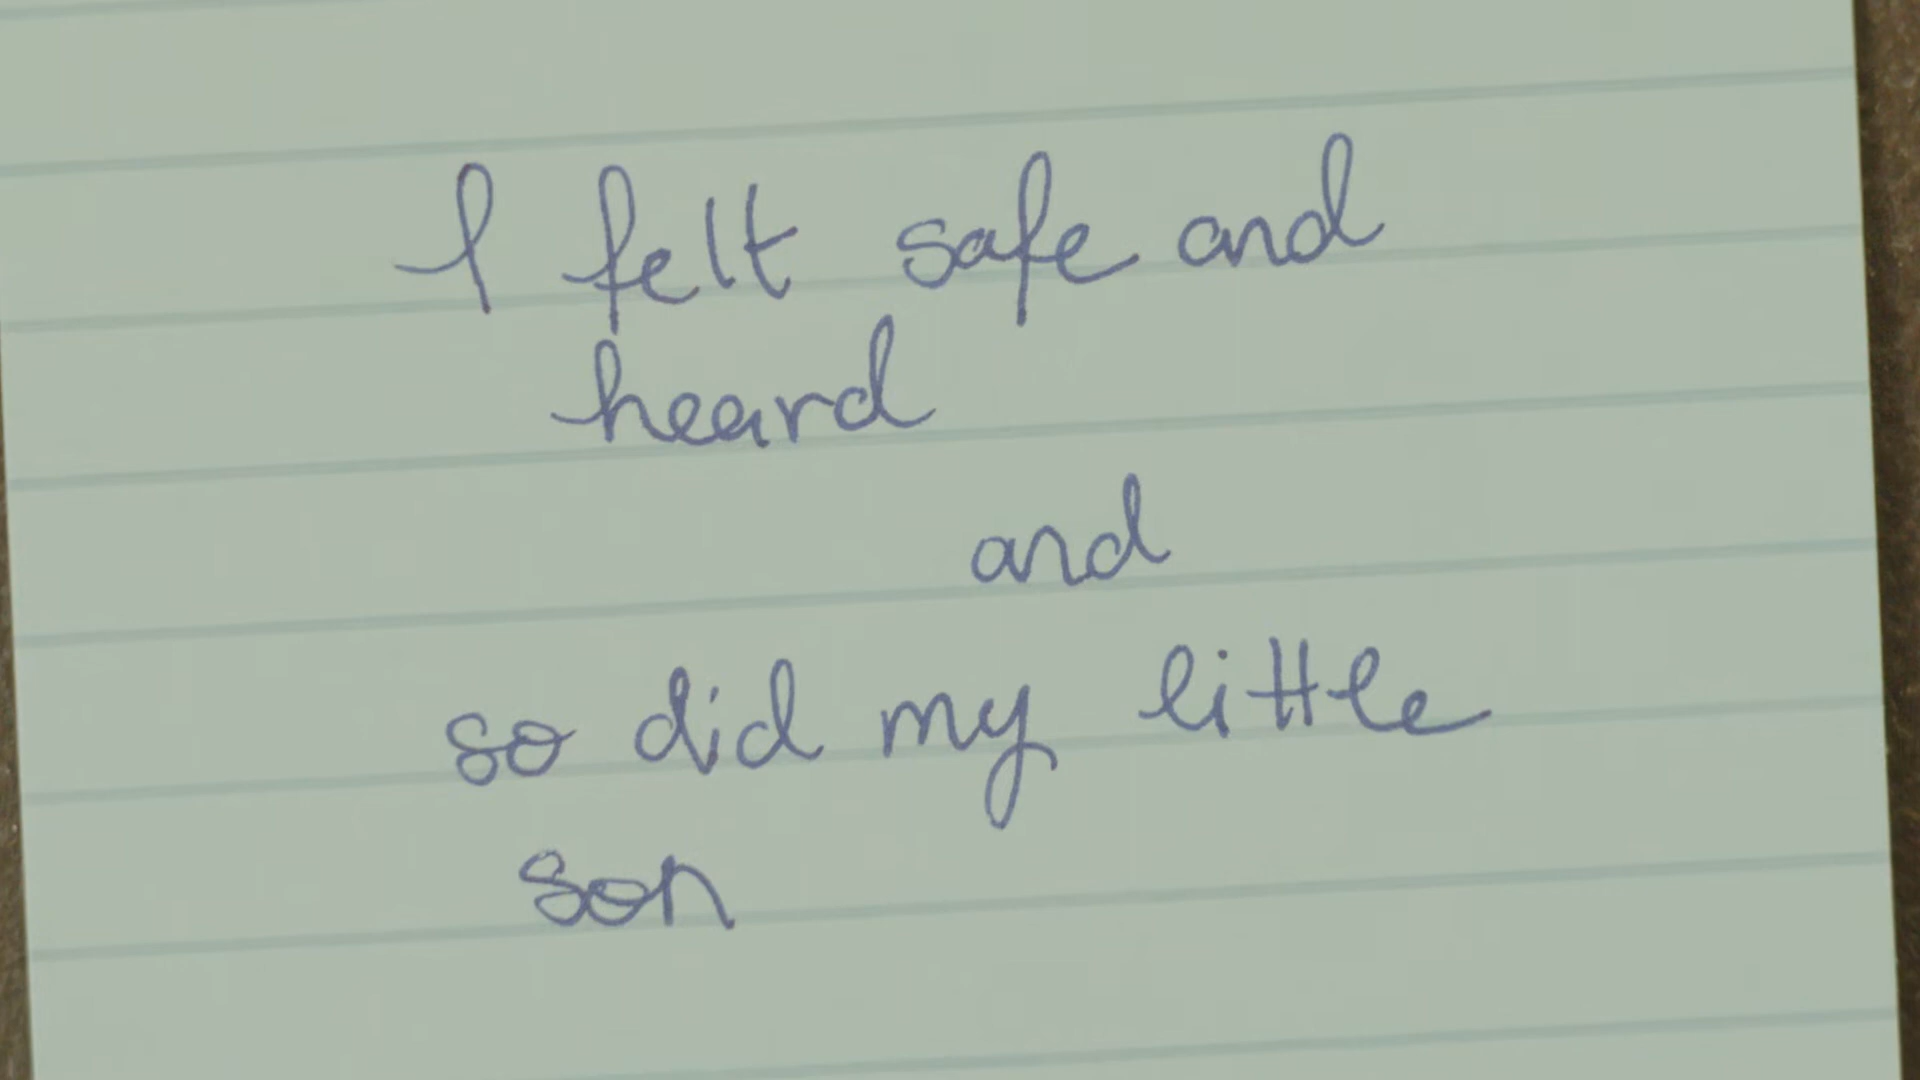 I felt safe and
heard
and
so did my little
son